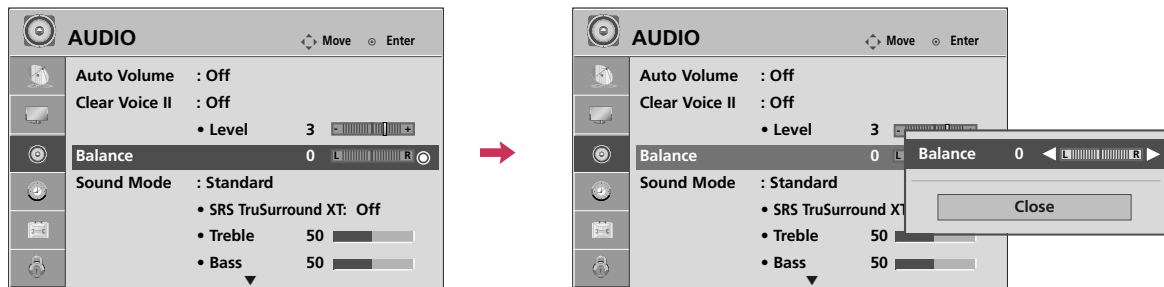 AUDIO
Move
Enter
Auto Volume : Off
Clear Voice II : Off
• Level 3 - +
Balance 0 L R
Sound Mode : Standard
• SRS TruSurround XT: Off
• Treble 50
• Bass 50
AUDIO
Move
Enter
Auto Volume : Off
Clear Voice II : Off
• Level 3 -
Balance 0 L
Sound Mode : Standard
• SRS TruSurround XT
• Treble 50
• Bass 50
Balance 0 L R
Close